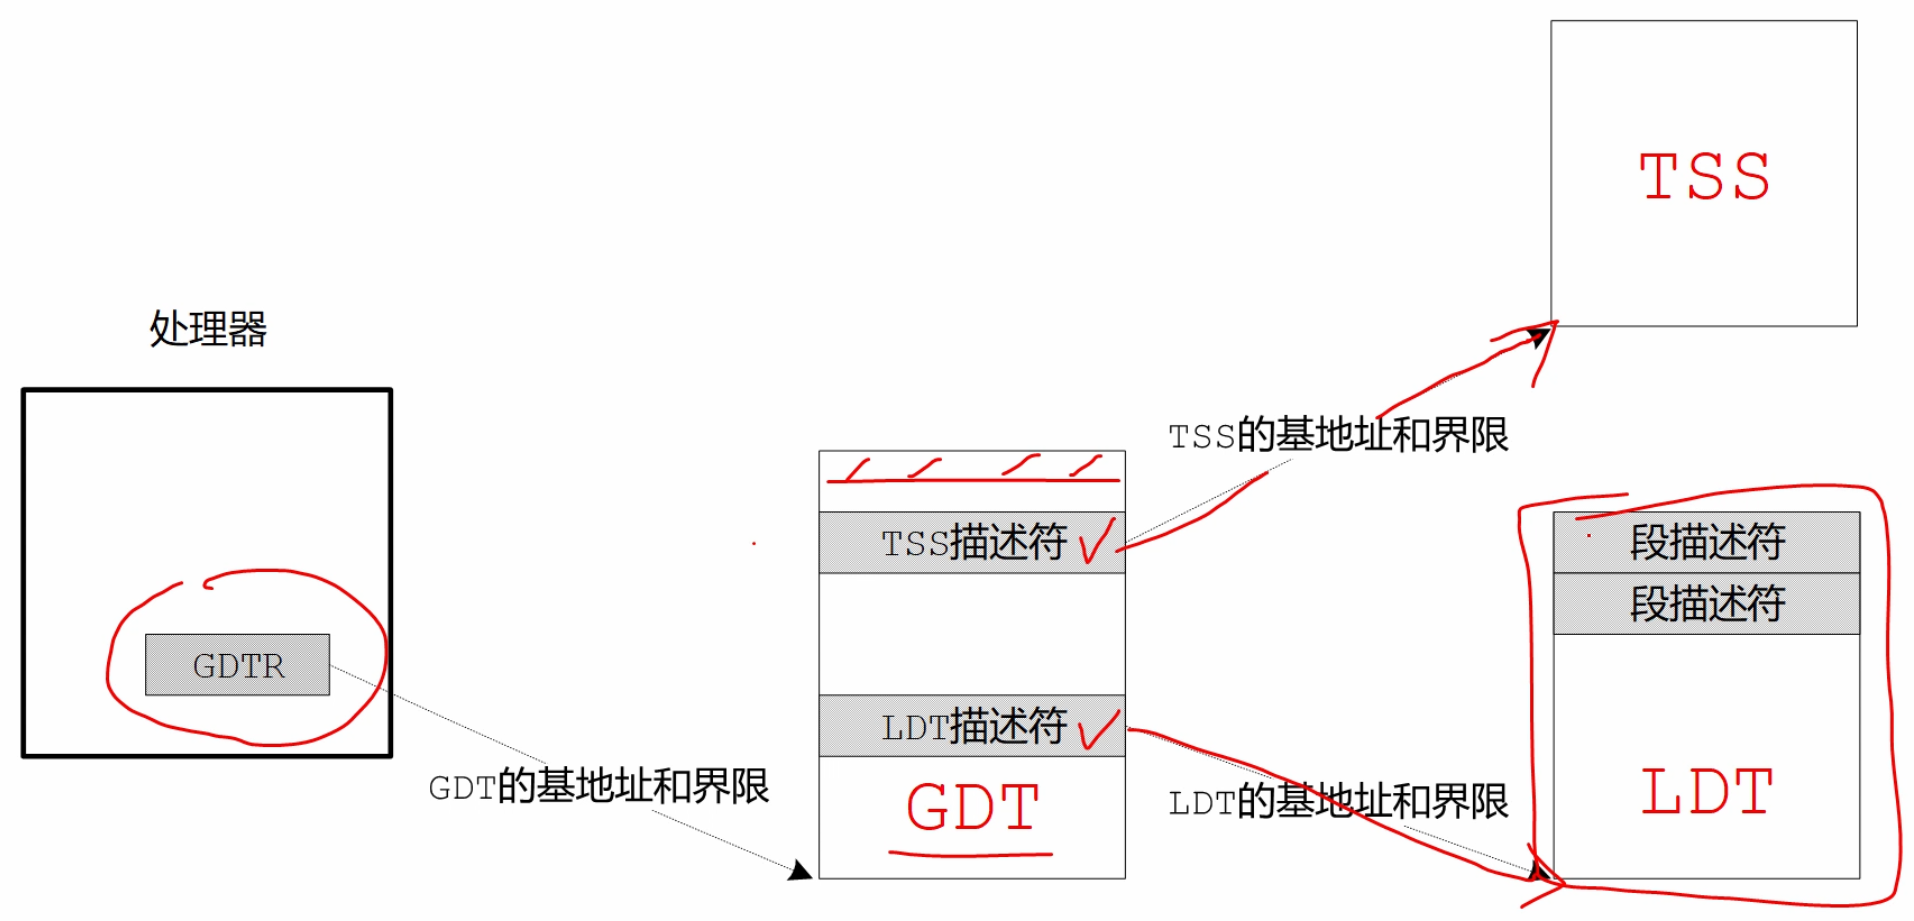 TSS
处理器
TSS的基地址和界限
TSS描述符
段描述符
段描述符
GDTR
LDT描述符
GDT的基地址和界限
GDT
LDT的基地址和界限
LDT